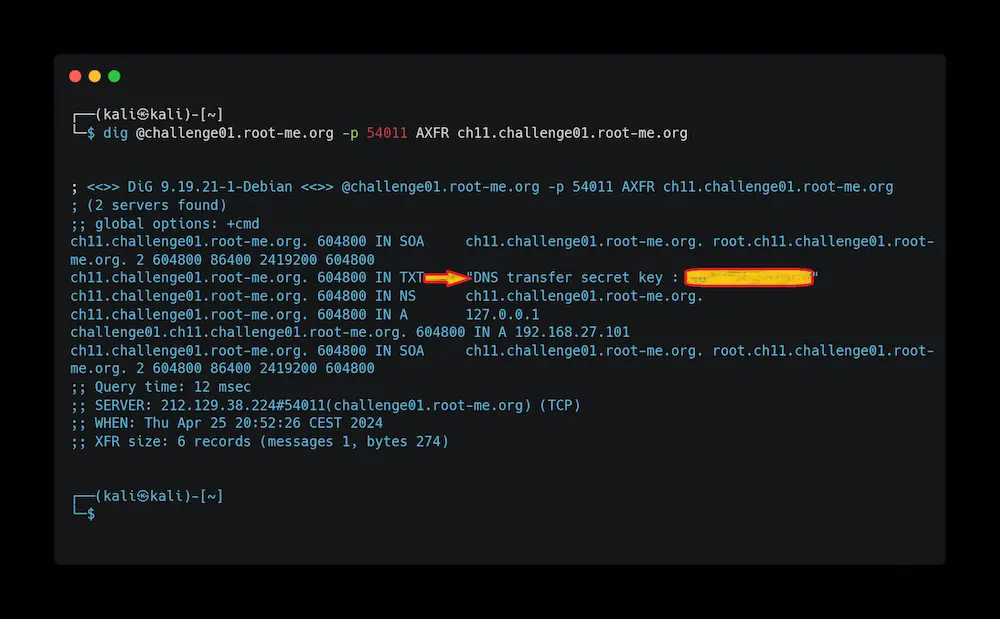 ┌──(kali㉿kali)-[~]
└─$ dig @challenge01.root-me.org -p 54011 AXFR ch11.challenge01.root-me.org
; <<>> DiG 9.19.21-1-Debian <<>> @challenge01.root-me.org -p 54011 AXFR ch11.challenge01.root-me.org
; (2 servers found)
;; global options: +cmd
ch11.challenge01.root-me.org. 604800 IN SOA     ch11.challenge01.root-me.org. root.ch11.challenge01.root-
me.org. 2 604800 86400 2419200 604800
ch11.challenge01.root-me.org. 604800 IN TXT     "DNS transfer secret key : "
ch11.challenge01.root-me.org. 604800 IN NS      ch11.challenge01.root-me.org.
ch11.challenge01.root-me.org. 604800 IN A       127.0.0.1
challenge01.ch11.challenge01.root-me.org. 604800 IN A 192.168.27.101
ch11.challenge01.root-me.org. 604800 IN SOA     ch11.challenge01.root-me.org. root.ch11.challenge01.root-
me.org. 2 604800 86400 2419200 604800
;; Query time: 12 msec
;; SERVER: 212.129.38.224#54011(challenge01.root-me.org) (TCP)
;; WHEN: Thu Apr 25 20:52:26 CEST 2024
;; XFR size: 6 records (messages 1, bytes 274)
┌──(kali㉿kali)-[~]
└─$